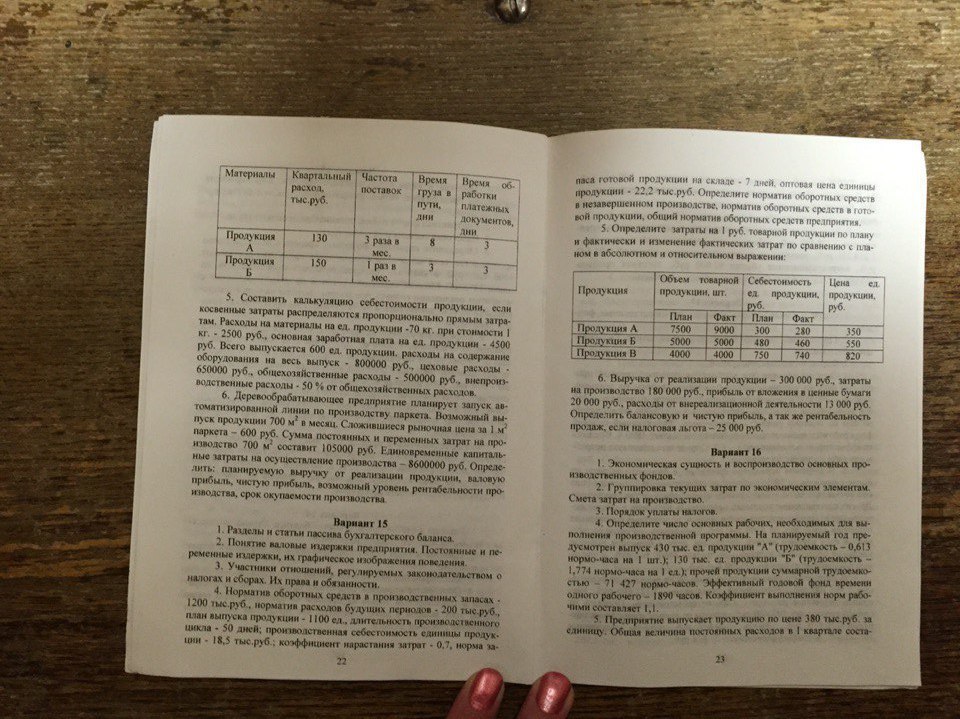 Материалы Квартальный расход, тыс.руб. Частота поставок Время груза в пути, дни Время обработки платежных документов, дни
Продукция А 130 3 раза в мес. 8 3
Продукция Б 150 1 раз в мес. 3 3
5. Составить калькуляцию себестоимости продукции, если
косвенные затраты распределяются пропорционально прямым затра-
там. Расходы на материалы на ед. продукции -70 кг. при стоимости 1
кг. - 2500 руб., основная заработная плата на ед. продукции - 4500
руб. Всего выпускается 600 ед. продукции, расходы на содержание
оборудования на весь выпуск - 800000 руб., цеховые расходы -
650000 руб., общехозяйственные расходы - 500000 руб., внепроиз-
водственные расходы - 50 % от общехозяйственных расходов.
6. Деревообрабатывающее предприятие планирует запуск ав-
томатизированной линии по производству паркета. Возможный вы-
пуск продукции 700 м² в месяц. Сложившиеся рыночная цена за 1 м²
паркета – 600 руб. Сумма постоянных и переменных затрат на про-
изводство 700 м² составит 105000 руб. Единовременные капиталь-
ные затраты на осуществление производства – 8600000 руб. Опреде-
лить: планируемую выручку от реализации продукции, валовую
прибыль, чистую прибыль, возможный уровень рентабельности про-
изводства, срок окупаемости производства.
Вариант 15
1. Разделы и статьи пассива бухгалтерского баланса.
2. Понятие валовые издержки предприятия. Постоянные и пе-
ременные издержки, их графическое изображения поведения.
3. Участники отношений, регулируемых законодательством о
налогах и сборах. Их права и обязанности.
4. Норматив оборотных средств в производственных запасах -
1200 тыс.руб., норматив расходов будущих периодов - 200 тыс.руб.,
план выпуска продукции - 1100 ед., длительность производственного
цикла - 50 дней; производственная себестоимость единицы продук-
ции - 18,5 тыс.руб.; коэффициент нарастания затрат - 0,7, норма за-
22
паса готовой продукции на складе - 7 дней, оптовая цена единицы
продукции - 22,2 тыс.руб. Определите норматив оборотных средств
в незавершенном производстве, норматив оборотных средств в гото-
вой продукции, общий норматив оборотных средств предприятия.
5. Определите затраты на 1 руб. товарной продукции по плану
и фактически и изменение фактических затрат по сравнению с пла-
ном в абсолютном и относительном выражении:
Продукция Объем товарной продукции, шт. Себестоимость ед. продукции, руб. Цена ед. продукции, руб.
План Факт План Факт
Продукция А 7500 9000 300 280 350
Продукция Б 5000 5000 480 460 550
Продукция В 4000 4000 750 740 820
6. Выручка от реализации продукции – 300 000 руб., затраты
на производство 180 000 руб., прибыль от вложения в ценные бумаги
20 000 руб., расходы от внереализационной деятельности 13 000 руб.
Определить балансовую и чистую прибыль, а так же рентабельность
продаж, если налоговая льгота – 25 000 руб.
Вариант 16
1. Экономическая сущность и воспроизводство основных про-
изводственных фондов.
2. Группировка текущих затрат по экономическим элементам.
Смета затрат на производство.
3. Порядок уплаты налогов.
4. Определите число основных рабочих, необходимых для вы-
полнения производственной программы. На планируемый год пре-
дусмотрен выпуск 430 тыс. ед. продукции "А" (трудоемкость – 0,613
нормо-часа на 1 шт.); 130 тыс. ед. продукции "Б" (трудоемкость –
1,774 нормо-часа на 1 ед.); прочей продукции суммарной трудоемко-
стью – 71 427 нормо-часов. Эффективный годовой фонд времени
одного рабочего – 1890 часов. Коэффициент выполнения норм рабо-
чими составляет 1,1.
5. Предприятие выпускает продукцию по цене 380 тыс.руб. за
единицу. Общая величина постоянных расходов в 1 квартале соста-
23